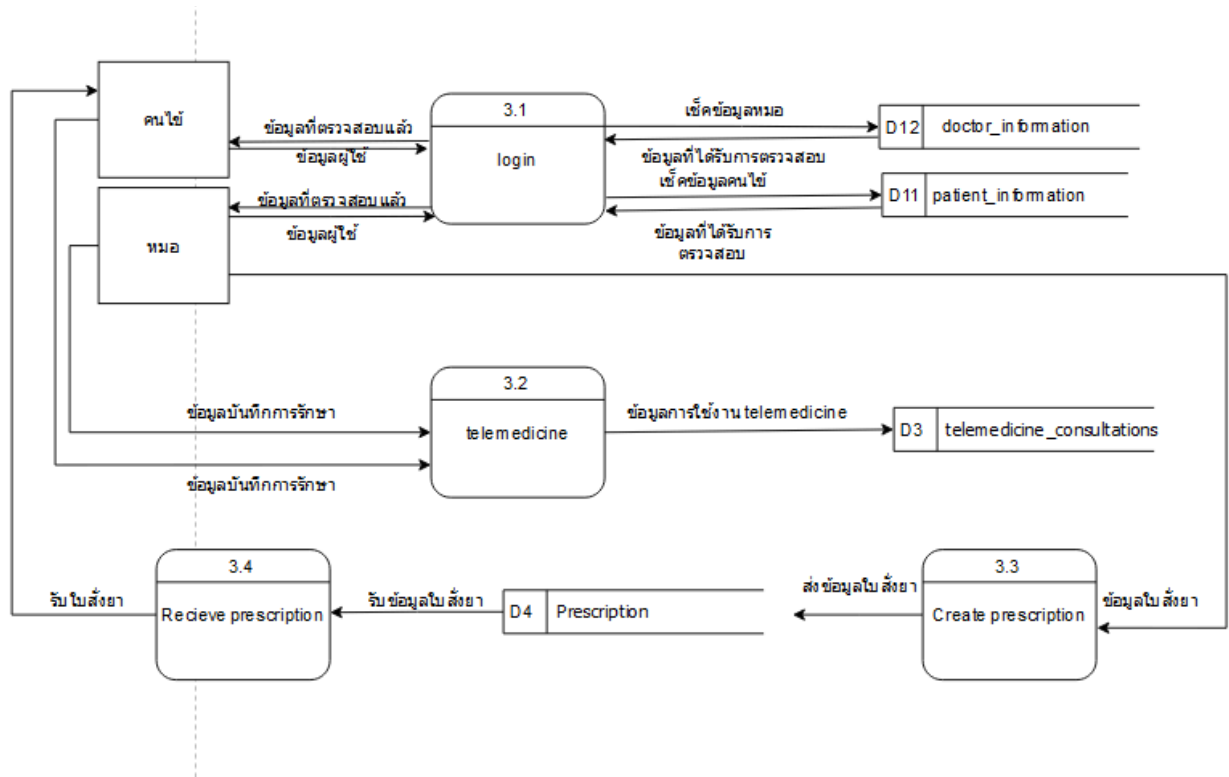 คนไข้
ข้อมูลที่ตรวจสอบแล้ว
ข้อมูลผู้ใช้
3.1
login
เช็คข้อมูลหมอ
D12 doctor_information
ข้อมูลที่ได้รับการตรวจสอบ
เช็คข้อมูลคนไข้
D11 patient_information
หมอ
ข้อมูลที่ตรวจสอบแล้ว
ข้อมูลผู้ใช้
ข้อมูลที่ได้รับการ
ตรวจสอบ
3.2
telemedicine
ข้อมูลบันทึกการรักษา
ข้อมูลบันทึกการรักษา
ข้อมูลการใช้งาน telemedicine
D3 telemedicine_consultations
รับใบสั่งยา
3.4
Recieve prescription
รับข้อมูลใบสั่งยา
D4 Prescription
ส่งข้อมูลใบสั่งยา
3.3
Create prescription
ข้อมูลใบสั่งยา